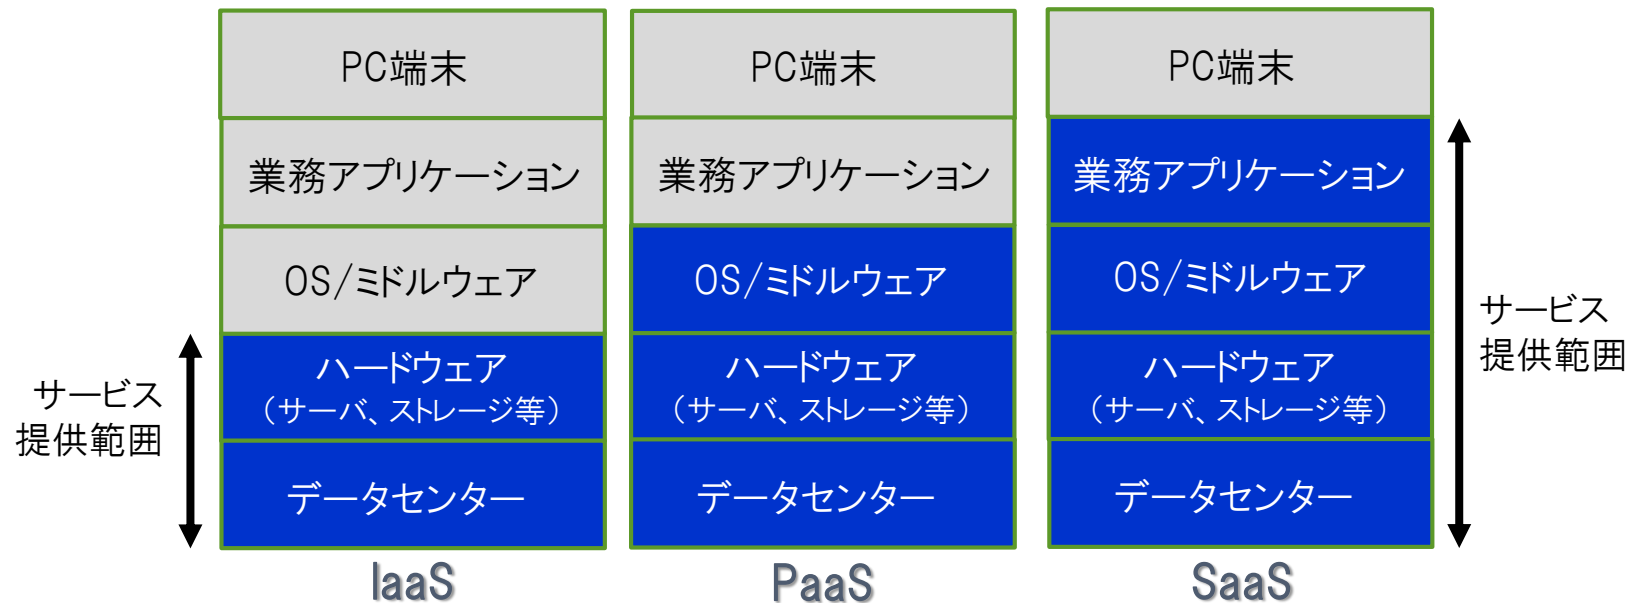 PC端末
業務アプリケーション
OS/ミドルウェア
ハードウェア
（サーバ、ストレージ等）
データセンター
IaaS
サービス
提供範囲
PC端末
業務アプリケーション
OS/ミドルウェア
ハードウェア
（サーバ、ストレージ等）
データセンター
PaaS
PC端末
業務アプリケーション
OS/ミドルウェア
ハードウェア
（サーバ、ストレージ等）
データセンター
SaaS
サービス
提供範囲